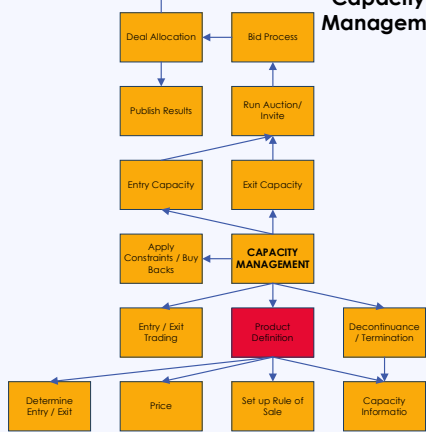 Capacity
Managem
Deal Allocation
Bid Process
Publish Results
Run Auction/
Invite
Entry Capacity
Exit Capacity
Apply
Constraints / Buy
Backs
CAPACITY
MANAGEMENT
Entry / Exit
Trading
Product
Definition
Decontinuance
/ Termination
Determine
Entry / Exit
Price
Set up Rule of
Sale
Capacity
Informatio